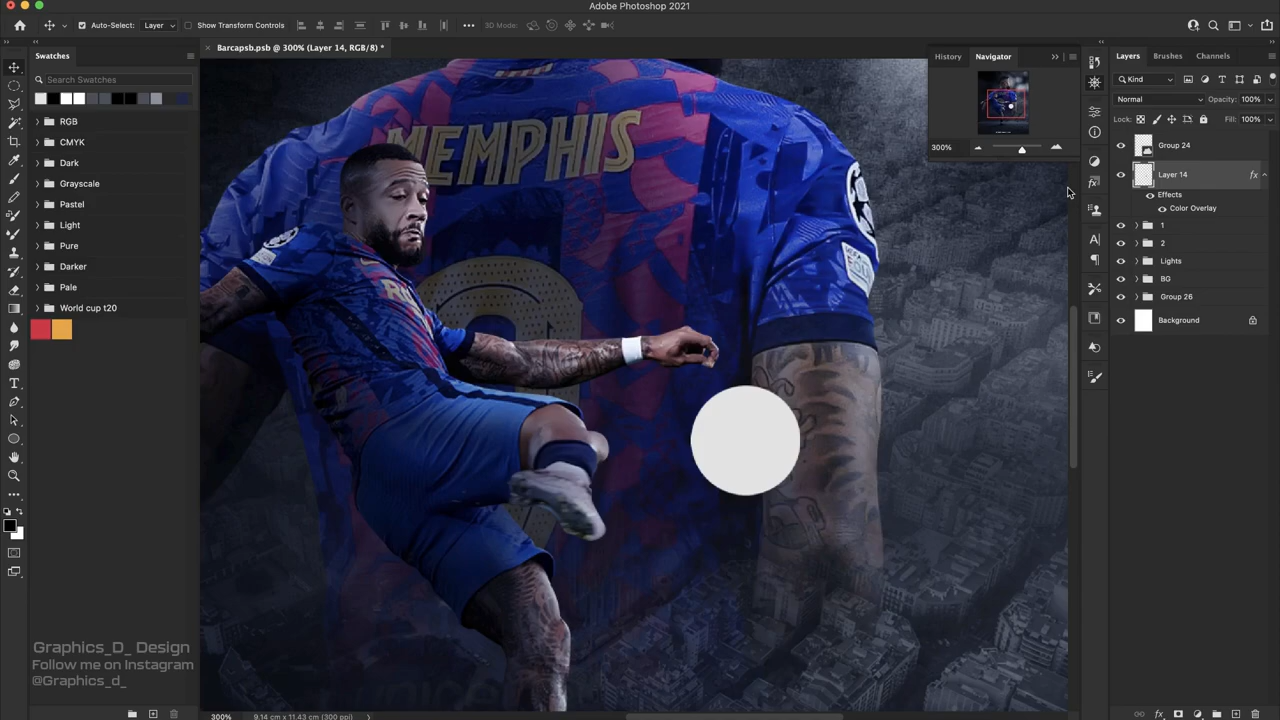 Adobe Photoshop 2021
Auto-Select: Layer Show Transform Controls 3D Mode:
Barcapsb.psb @ 300% (Layer 14, RGB/8) *
Swatches
Search Swatches
RGB
CMYK
Dark
Grayscale
Pastel
Light
Pure
Darker
Pale
World cup t20
MEMPHIS
History Navigator
300%
Layers Brushes Channels
Kind
Normal Opacity: 100%
Lock: Fill: 100%
Group 24
Layer 14 fx
Effects
Color Overlay
1
2
Lights
BG
Group 26
Background
Graphics_D_ Design
Follow me on Instagram
@Graphics_d_
300% 9.14 cm x 11.43 cm (300 ppi)